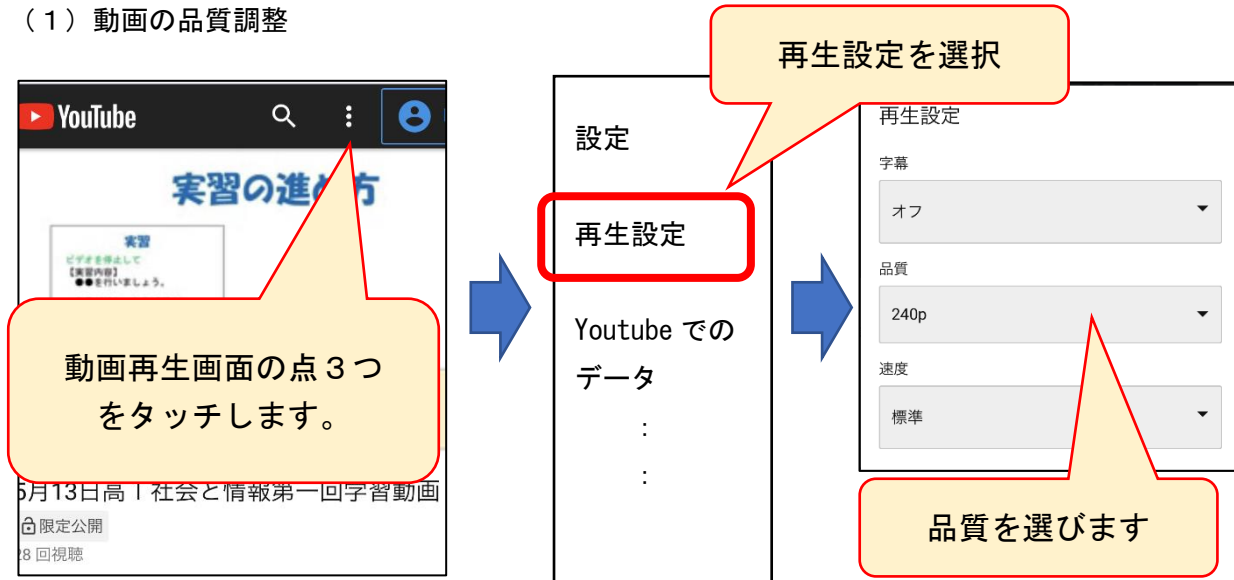 （１）動画の品質調整
再生設定を選択
YouTube
実習の進め方
実習
ビデオを停止して
【実習内容】
●●を行いましょう。
動画再生画面の点３つ
をタッチします。
5月13日高Ⅰ社会と情報第一回学習動画
限定公開
28 回視聴
設定
再生設定
Youtube での
データ
：
：
再生設定
字幕
オフ
品質
240p
速度
標準
品質を選びます